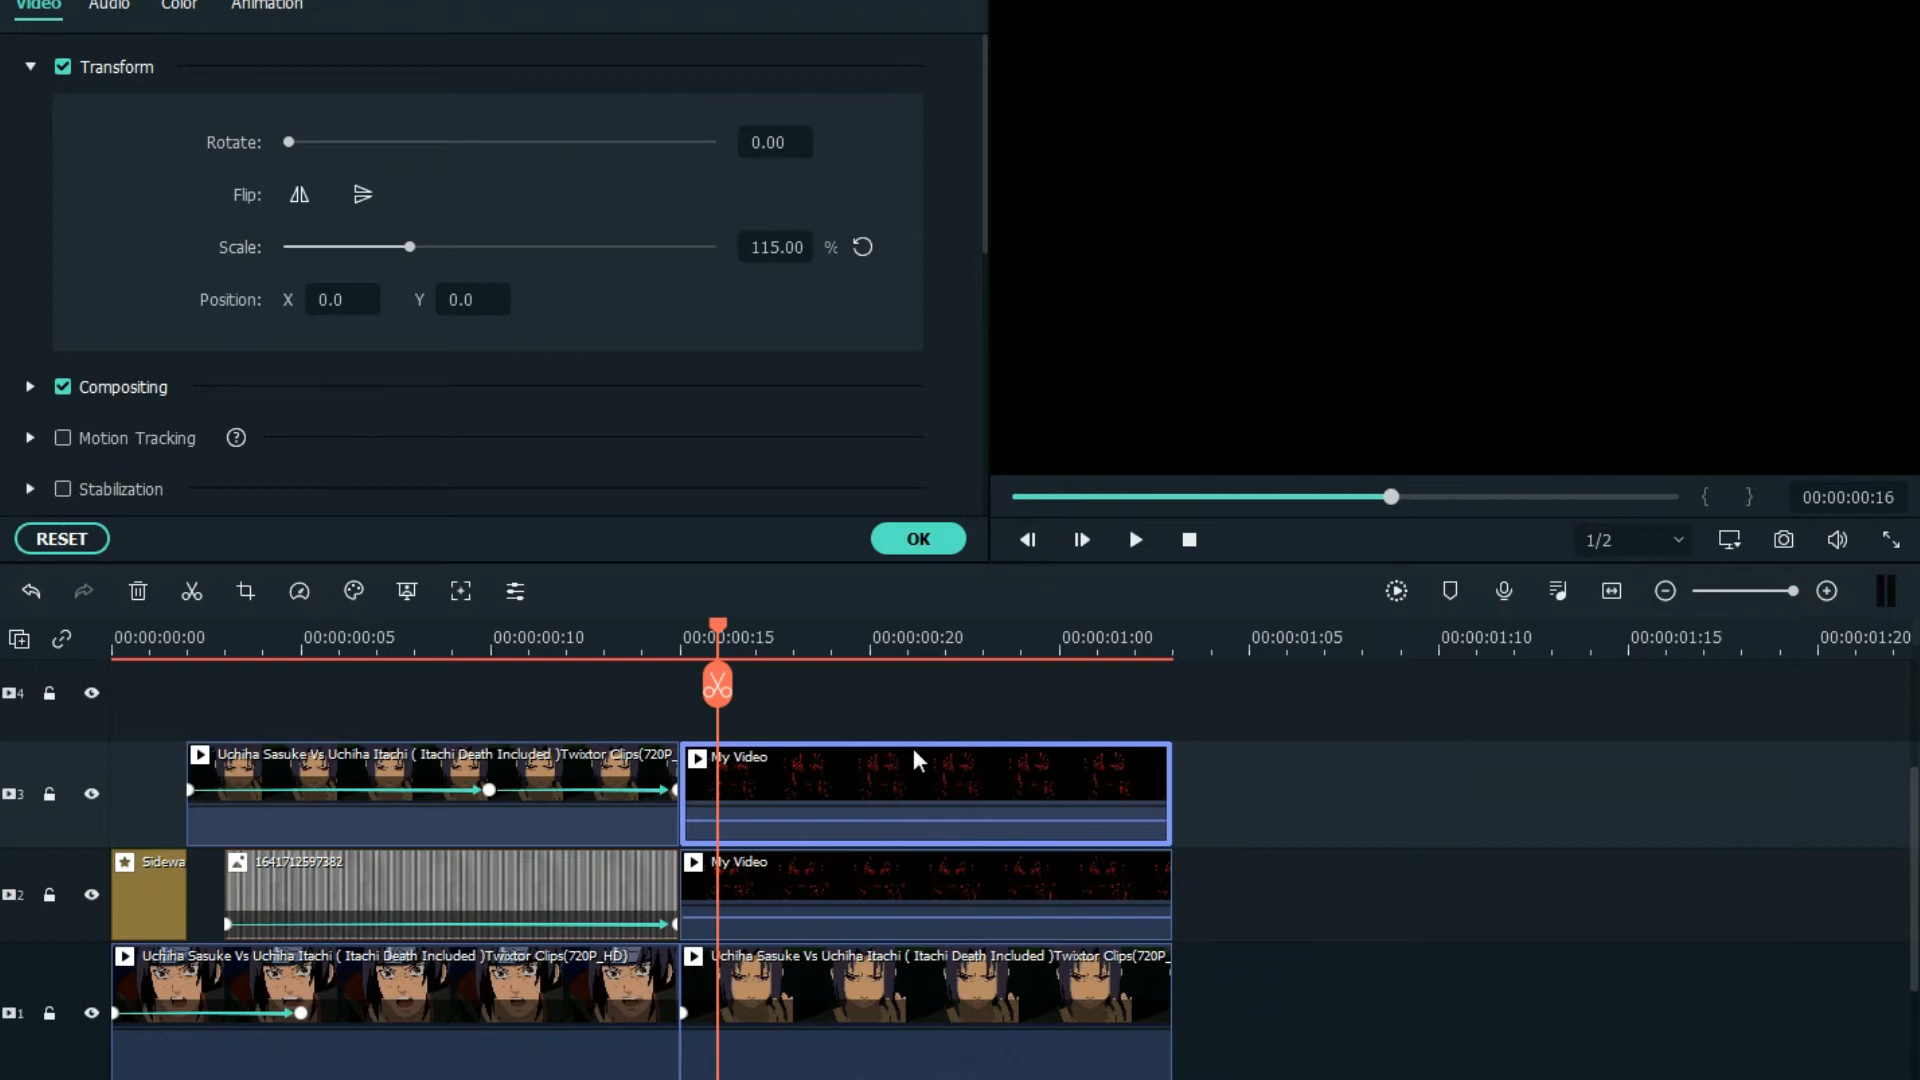 Video Audio Color Animation
Transform
Rotate: 0.00
Flip:
Scale: 115.00 %
Position: X 0.0 Y 0.0
Compositing
Motion Tracking ?
Stabilization
RESET OK
{ } 00:00:00:16
1/2
00:00:00:00 00:00:00:05 00:00:00:10 00:00:00:15 00:00:00:20 00:00:01:00 00:00:01:05 00:00:01:10 00:00:01:15 00:00:01:20
4
Uchiha Sasuke Vs Uchiha Itachi ( Itachi Death Included )Twixtor Clips(720P_ My Video
3
Sidewa 1641712597382 My Video
2
Uchiha Sasuke Vs Uchiha Itachi ( Itachi Death Included )Twixtor Clips(720P_HD) Uchiha Sasuke Vs Uchiha Itachi ( Itachi Death Included )Twixtor Clips(720P_
1